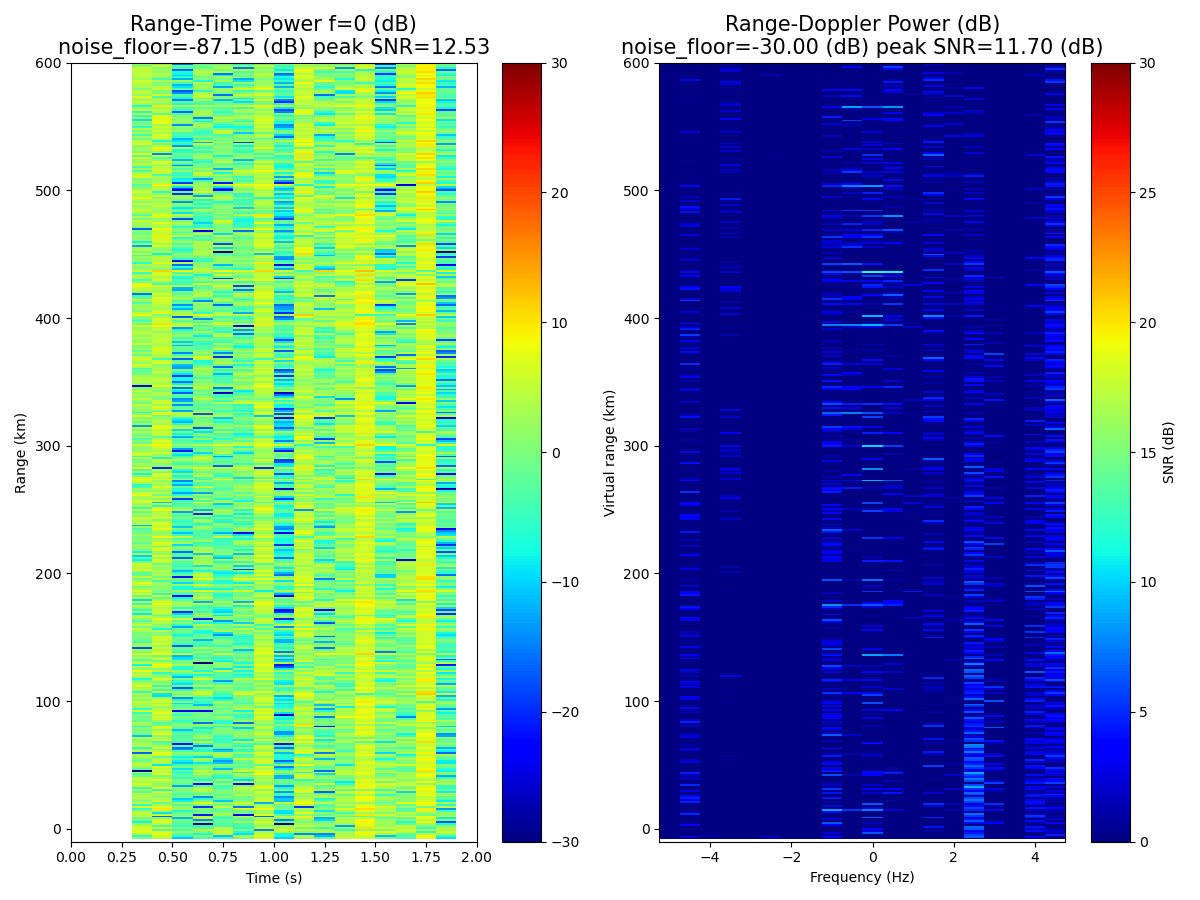 Range-Time Power f=0 (dB)
noise_floor=-87.15 (dB) peak SNR=12.53
600
500
400
300
200
100
0
Range (km)
0.00 0.25 0.50 0.75 1.00 1.25 1.50 1.75 2.00
Time (s)
30
20
10
0
−10
−20
−30
Range-Doppler Power (dB)
noise_floor=-30.00 (dB) peak SNR=11.70 (dB)
600
500
400
300
200
100
0
Virtual range (km)
−4 −2 0 2 4
Frequency (Hz)
30
25
20
15
10
5
0
SNR (dB)